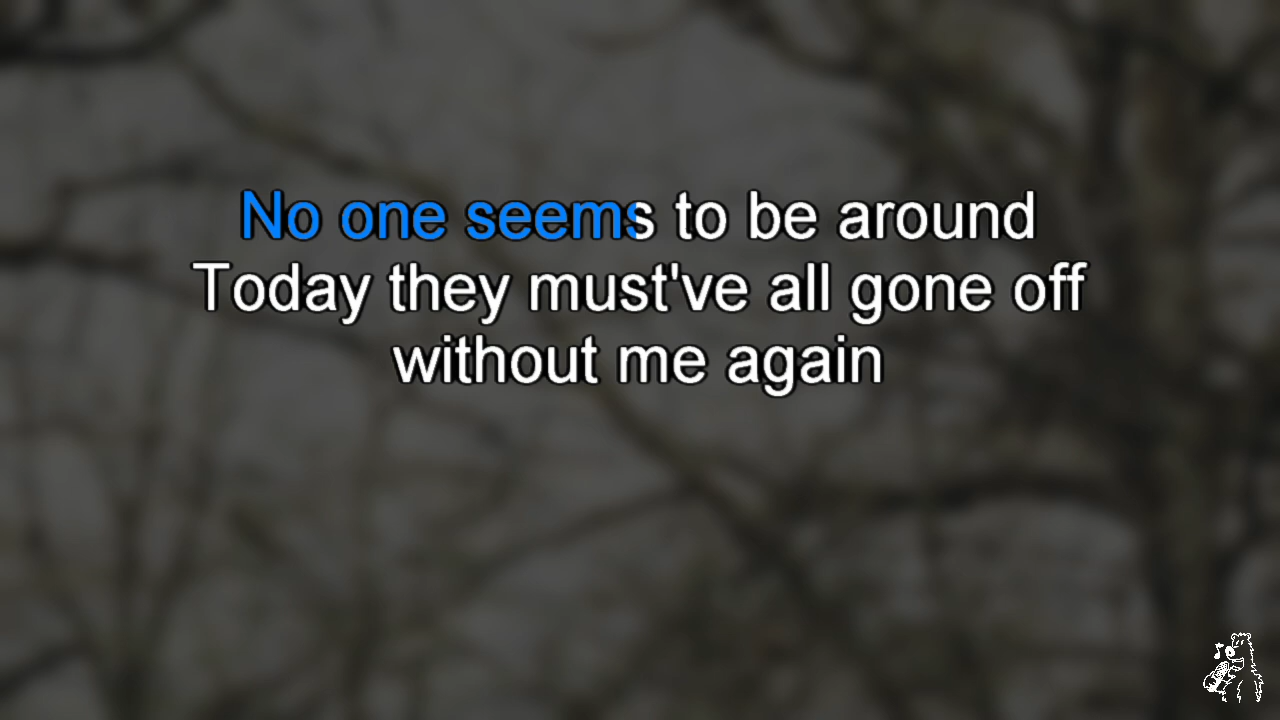 No one seems to be around
Today they must've all gone off
without me again